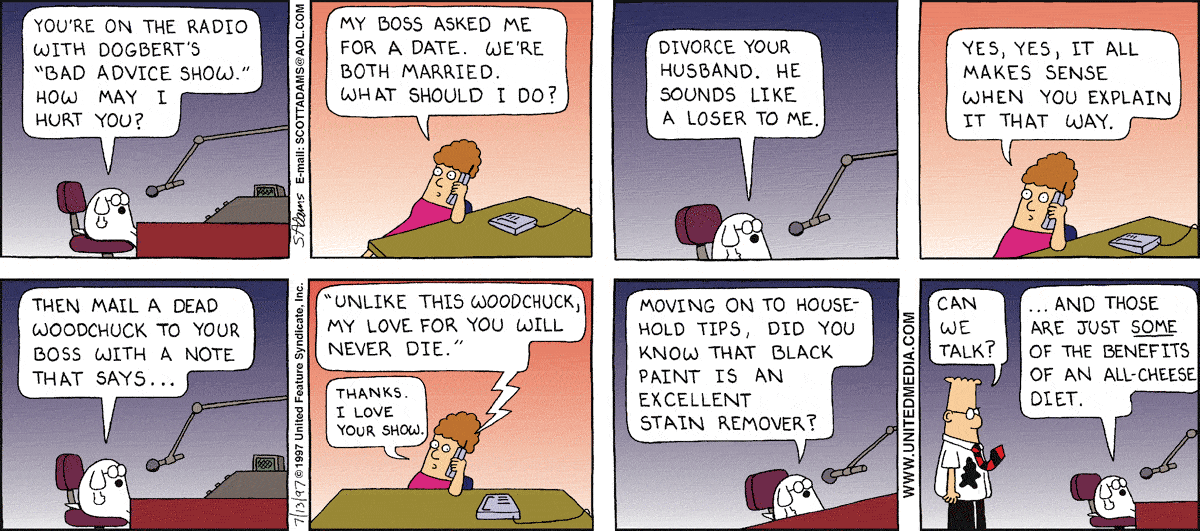 YOU'RE ON THE RADIO
WITH DOGBERT'S
"BAD ADVICE SHOW."
HOW MAY I
HURT YOU?
S.Adams E-mail: SCOTTADAMS@AOL.COM
MY BOSS ASKED ME
FOR A DATE. WE'RE
BOTH MARRIED.
WHAT SHOULD I DO?
DIVORCE YOUR
HUSBAND. HE
SOUNDS LIKE
A LOSER TO ME.
YES, YES, IT ALL
MAKES SENSE
WHEN YOU EXPLAIN
IT THAT WAY.
THEN MAIL A DEAD
WOODCHUCK TO YOUR
BOSS WITH A NOTE
THAT SAYS...
7/13/97 © 1997 United Feature Syndicate, Inc.
"UNLIKE THIS WOODCHUCK,
MY LOVE FOR YOU WILL
NEVER DIE."
THANKS.
I LOVE
YOUR SHOW.
MOVING ON TO HOUSE-
HOLD TIPS, DID YOU
KNOW THAT BLACK
PAINT IS AN
EXCELLENT
STAIN REMOVER?
WWW.UNITEDMEDIA.COM
CAN
WE
TALK?
...AND THOSE
ARE JUST SOME
OF THE BENEFITS
OF AN ALL-CHEESE
DIET.